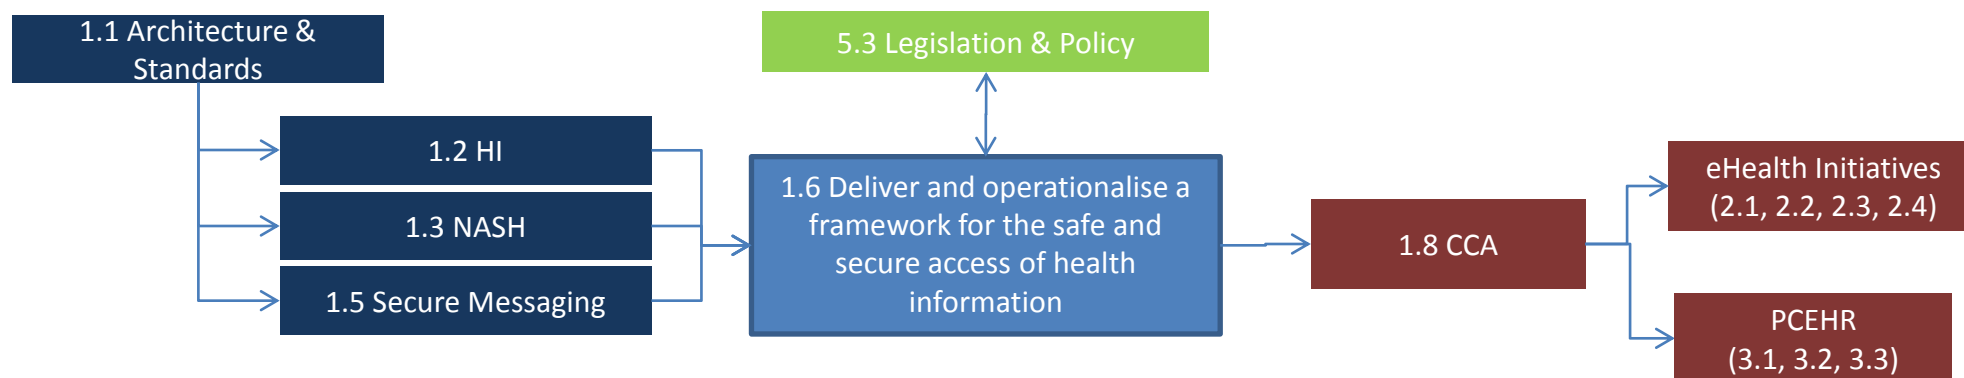 1.1 Architecture &
Standards
5.3 Legislation & Policy
1.2 HI
1.3 NASH
1.5 Secure Messaging
1.6 Deliver and operationalise a
framework for the safe and
secure access of health
information
1.8 CCA
eHealth Initiatives
(2.1, 2.2, 2.3, 2.4)
PCEHR
(3.1, 3.2, 3.3)